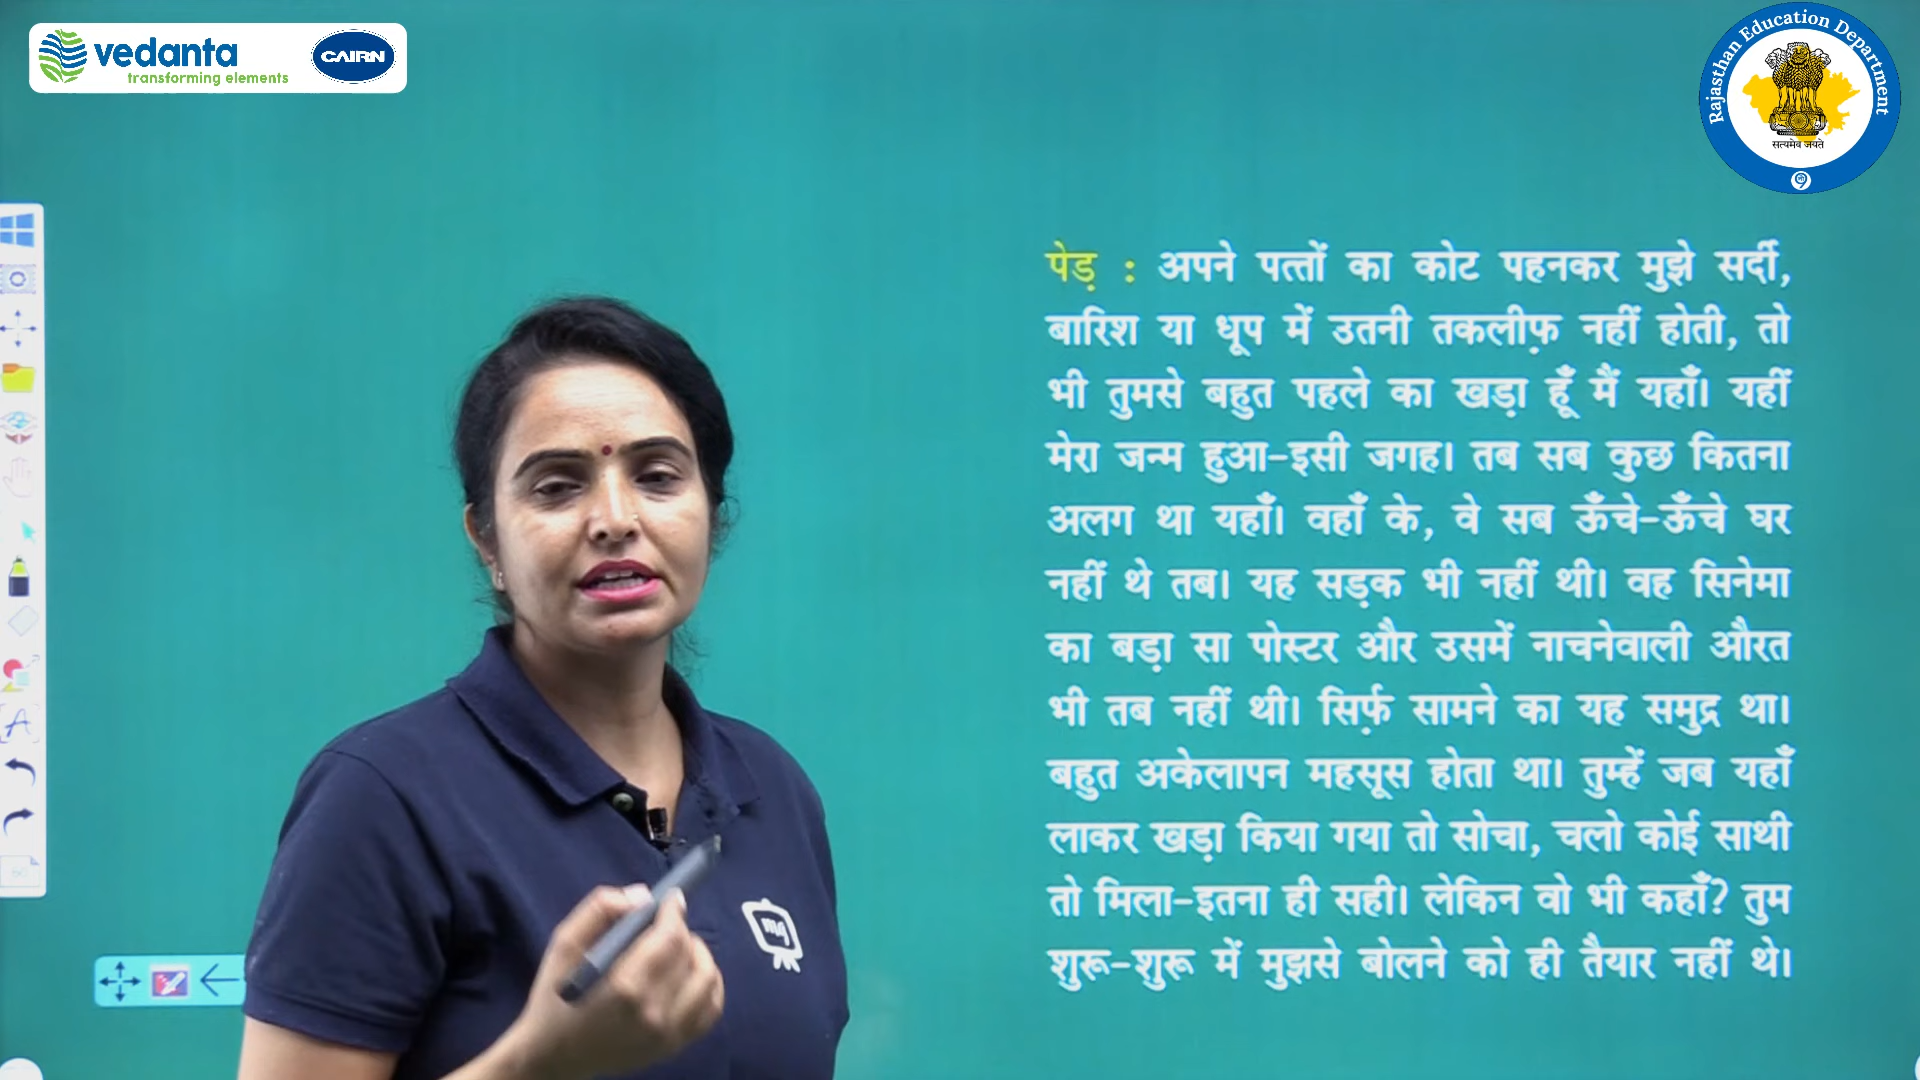 vedanta
transforming elements
CAIRN
Rajasthan Education Department
सत्यमेव जयते
पेड़ : अपने पत्तों का कोट पहनकर मुझे सर्दी,
बारिश या धूप में उतनी तकलीफ़ नहीं होती, तो
भी तुमसे बहुत पहले का खड़ा हूँ मैं यहाँ। यहीं
मेरा जन्म हुआ-इसी जगह। तब सब कुछ कितना
अलग था यहाँ। वहाँ के, वे सब ऊँचे-ऊँचे घर
नहीं थे तब। यह सड़क भी नहीं थी। वह सिनेमा
का बड़ा सा पोस्टर और उसमें नाचनेवाली औरत
भी तब नहीं थी। सिर्फ़ सामने का यह समुद्र था।
बहुत अकेलापन महसूस होता था। तुम्हें जब यहाँ
लाकर खड़ा किया गया तो सोचा, चलो कोई साथी
तो मिला-इतना ही सही। लेकिन वो भी कहाँ? तुम
शुरू-शुरू में मुझसे बोलने को ही तैयार नहीं थे।
mg